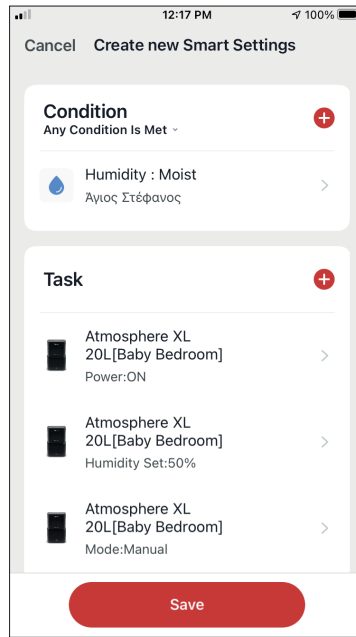 12:17 PM
100%
Cancel Create new Smart Settings
Condition
Any Condition Is Met
Humidity : Moist
Άγιος Στέφανος
Task
Atmosphere XL
20L[Baby Bedroom]
Power:ON
Atmosphere XL
20L[Baby Bedroom]
Humidity Set:50%
Atmosphere XL
20L[Baby Bedroom]
Mode:Manual
Save